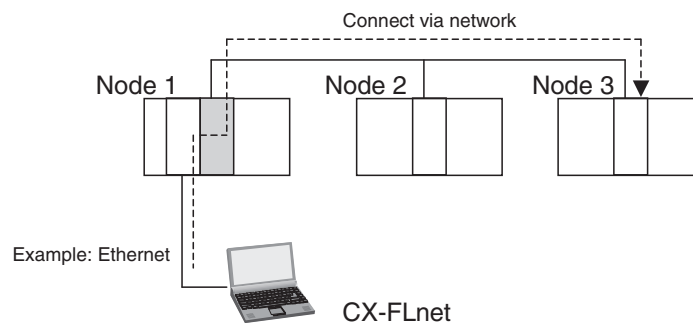 Connect via network
Node 1
Node 2
Node 3
Example: Ethernet
CX-FLnet